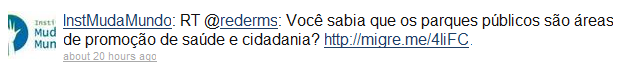 Insti
Mud
Mun
InstMudaMundo: RT @rederms: Você sabia que os parques públicos são áreas
de promoção de saúde e cidadania? http://migre.me/4liFC.
about 20 hours ago